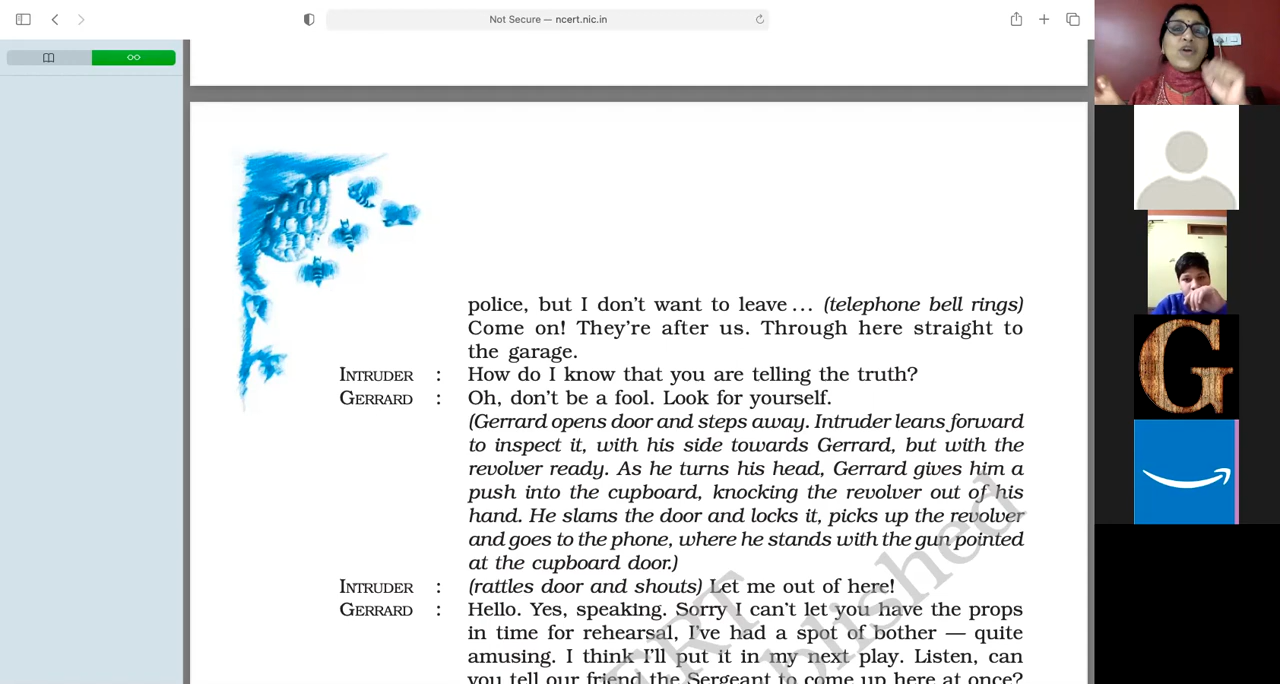 Not Secure — ncert.nic.in
police, but I don't want to leave... (telephone bell rings)
Come on! They're after us. Through here straight to
the garage.
INTRUDER : How do I know that you are telling the truth?
GERRARD : Oh, don't be a fool. Look for yourself.
(Gerrard opens door and steps away. Intruder leans forward
to inspect it, with his side towards Gerrard, but with the
revolver ready. As he turns his head, Gerrard gives him a
push into the cupboard, knocking the revolver out of his
hand. He slams the door and locks it, picks up the revolver
and goes to the phone, where he stands with the gun pointed
at the cupboard door.)
INTRUDER : (rattles door and shouts) Let me out of here!
GERRARD : Hello. Yes, speaking. Sorry I can't let you have the props
in time for rehearsal, I've had a spot of bother — quite
amusing. I think I'll put it in my next play. Listen, can
you tell our friend the Sergeant to come up here at once?
G